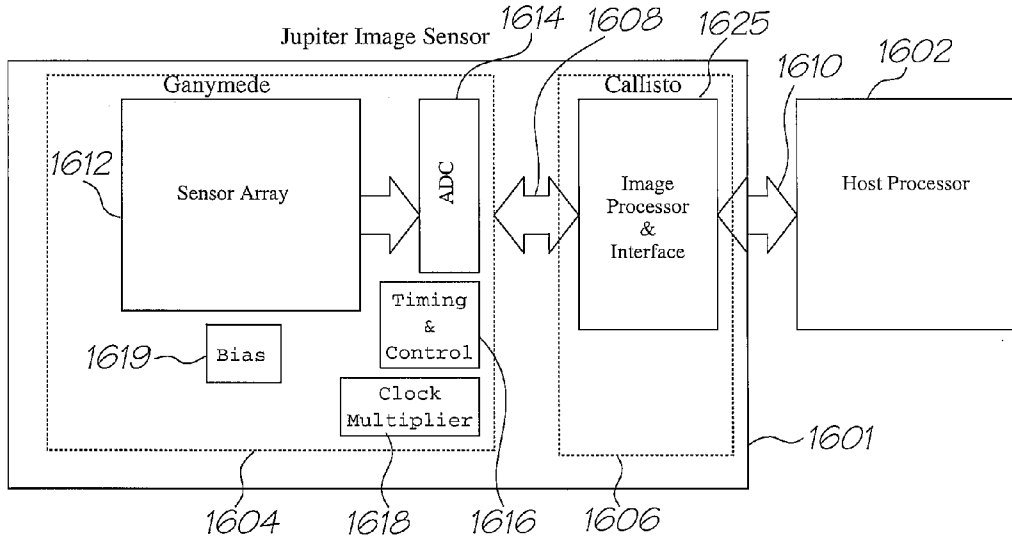 1614
1608
1625
Jupiter Image Sensor
1610
1602
Ganymede
Callisto
1612
Sensor Array
ADC
Image
Processor
&
Interface
Host Processor
Timing
&
Control
1619
Bias
Clock
Multiplier
1601
1604
1618
1616
1606